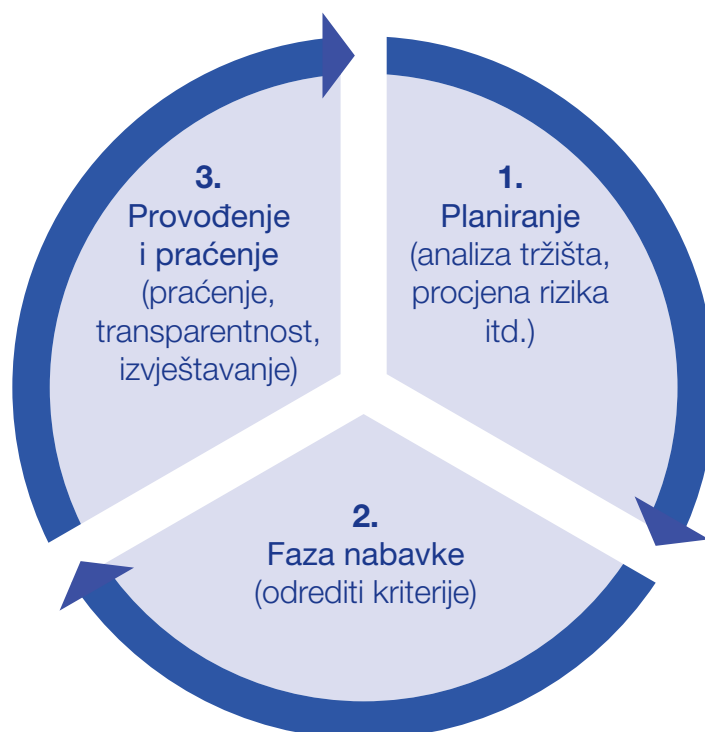 1.
Planiranje
(analiza tržišta,
procjena rizika
itd.)
2.
Faza nabavke
(odrediti kriterije)
3.
Provođenje
i praćenje
(praćenje,
transparentnost,
izvještavanje)